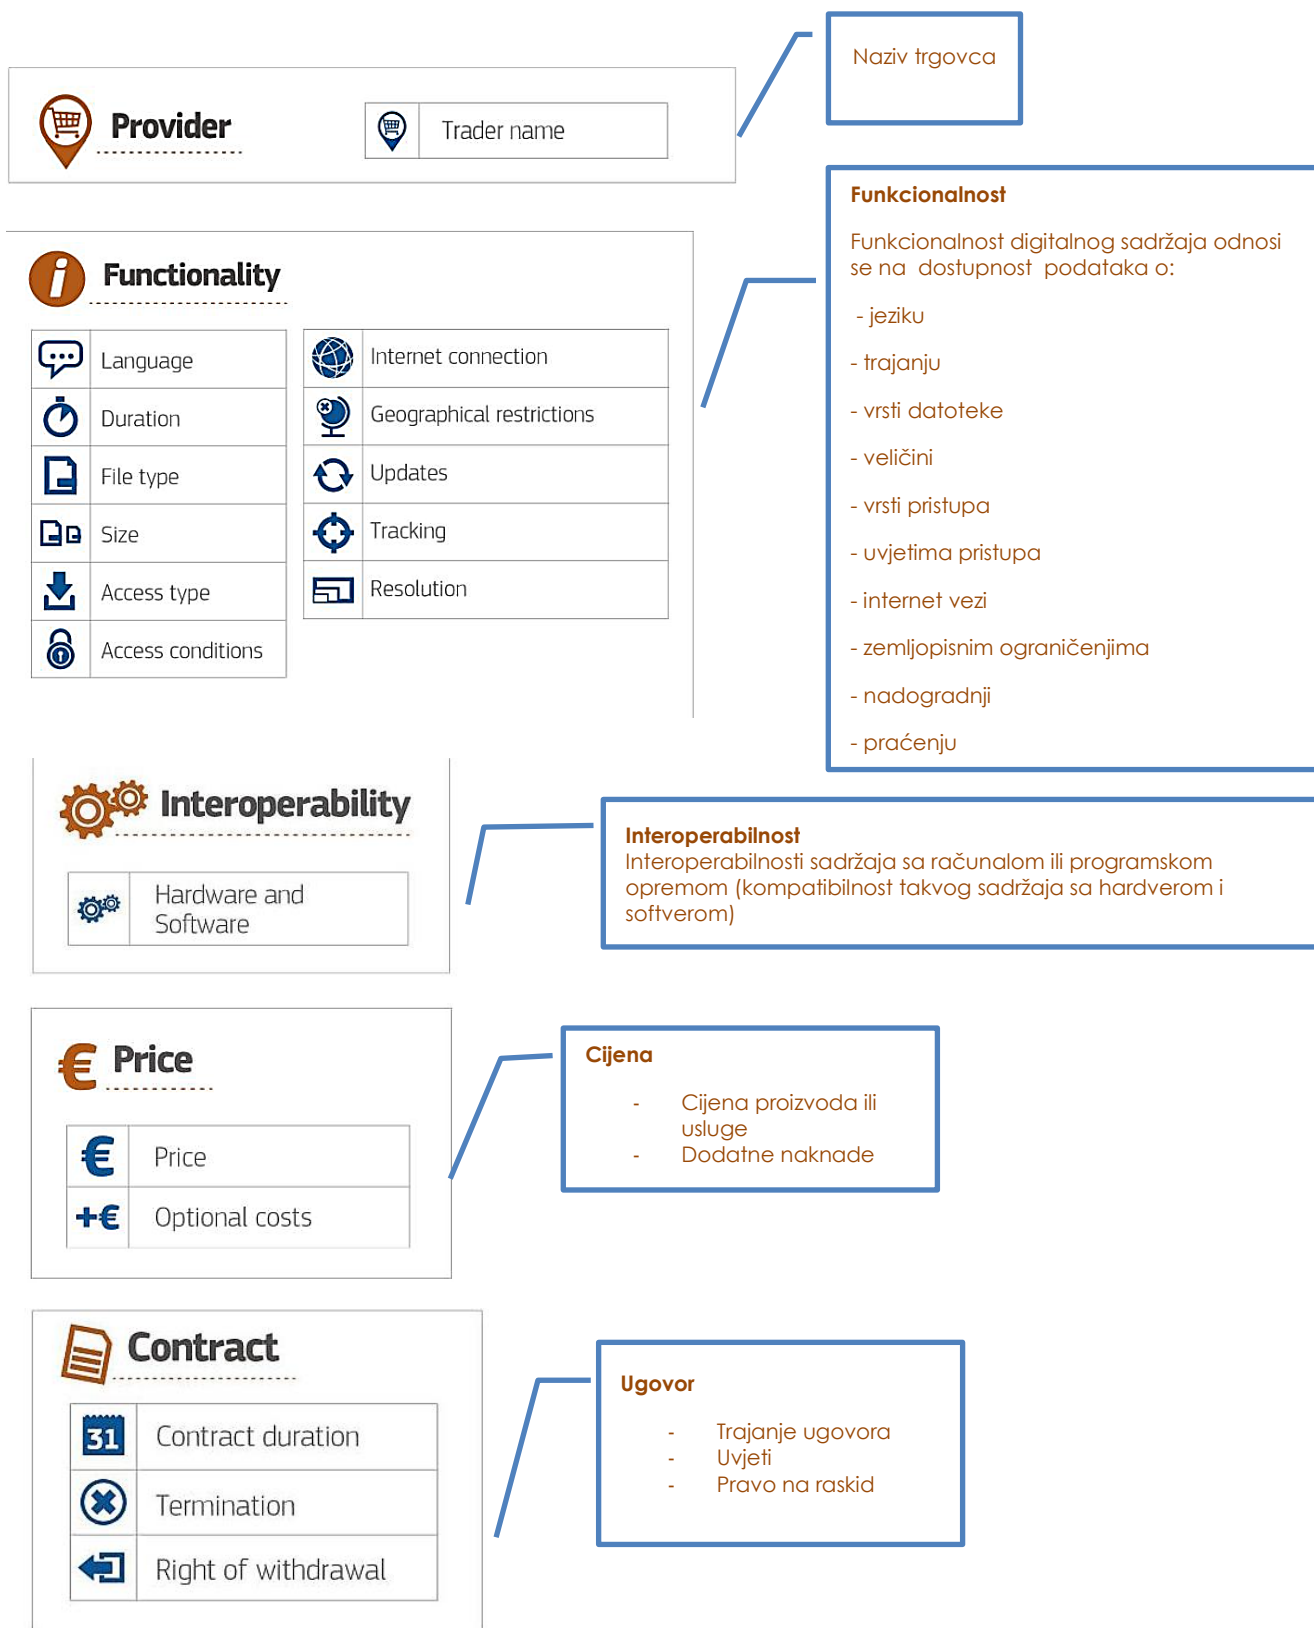 Naziv trgovca
Provider
Trader name
Functionality
Language
Duration
File type
Size
Access type
Access conditions
Internet connection
Geographical restrictions
Updates
Tracking
Resolution
Funkcionalnost
Funkcionalnost digitalnog sadržaja odnosi
se na dostupnost podataka o:
- jeziku
- trajanju
- vrsti datoteke
- veličini
- vrsti pristupa
- uvjetima pristupa
- internet vezi
- zemljopisnim ograničenjima
- nadogradnji
- praćenju
Interoperability
Hardware and
Software
Interoperabilnost
Interoperabilnosti sadržaja sa računalom ili programskom
opremom (kompatibilnost takvog sadržaja sa hardverom i
softverom)
€ Price
€ Price
+€ Optional costs
Cijena
- Cijena proizvoda ili
usluge
- Dodatne naknade
Contract
31 Contract duration
Termination
Right of withdrawal
Ugovor
- Trajanje ugovora
- Uvjeti
- Pravo na raskid